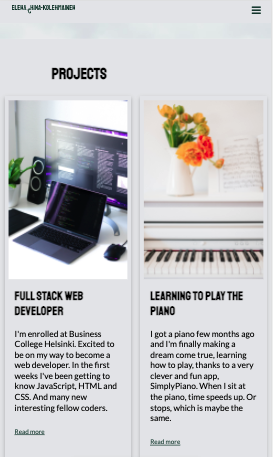 ELENA CHINA-KOLEHMAINEN
PROJECTS
FULL STACK WEB
DEVELOPER
I'm enrolled at Business
College Helsinki. Excited to
be on my way to become a
web developer. In the first
weeks I've been getting to
know JavaScript, HTML and
CSS. And many new
interesting fellow coders.
Read more
LEARNING TO PLAY THE
PIANO
I got a piano few months ago
and I'm finally making a
dream come true, learning
how to play, thanks to a very
clever and fun app,
SimplyPiano. When I sit at
the piano, time speeds up. Or
stops, which is maybe the
same.
Read more